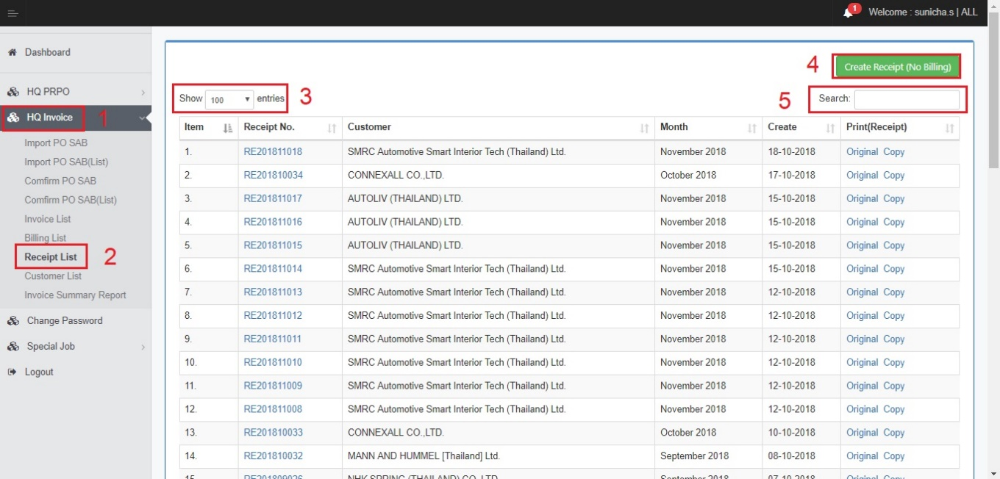 1
Welcome : sunicha.s | ALL
Dashboard
HQ PRPO
HQ Invoice 1
Import PO SAB
Import PO SAB(List)
Comfirm PO SAB
Comfirm PO SAB(List)
Invoice List
Billing List
Receipt List 2
Customer List
Invoice Summary Report
Change Password
Special Job
Logout
4 Create Receipt (No Billing)
Show 100 entries 3
5 Search:
Item Receipt No. Customer Month Create Print(Receipt)
1. RE201811018 SMRC Automotive Smart Interior Tech (Thailand) Ltd. November 2018 18-10-2018 Original Copy
2. RE201810034 CONNEXALL CO.,LTD. October 2018 17-10-2018 Original Copy
3. RE201811017 AUTOLIV (THAILAND) LTD. November 2018 15-10-2018 Original Copy
4. RE201811016 AUTOLIV (THAILAND) LTD. November 2018 15-10-2018 Original Copy
5. RE201811015 AUTOLIV (THAILAND) LTD. November 2018 15-10-2018 Original Copy
6. RE201811014 SMRC Automotive Smart Interior Tech (Thailand) Ltd. November 2018 15-10-2018 Original Copy
7. RE201811013 SMRC Automotive Smart Interior Tech (Thailand) Ltd. November 2018 12-10-2018 Original Copy
8. RE201811012 SMRC Automotive Smart Interior Tech (Thailand) Ltd. November 2018 12-10-2018 Original Copy
9. RE201811011 SMRC Automotive Smart Interior Tech (Thailand) Ltd. November 2018 12-10-2018 Original Copy
10. RE201811010 SMRC Automotive Smart Interior Tech (Thailand) Ltd. November 2018 12-10-2018 Original Copy
11. RE201811009 SMRC Automotive Smart Interior Tech (Thailand) Ltd. November 2018 12-10-2018 Original Copy
12. RE201811008 SMRC Automotive Smart Interior Tech (Thailand) Ltd. November 2018 12-10-2018 Original Copy
13. RE201810033 CONNEXALL CO.,LTD. October 2018 10-10-2018 Original Copy
14. RE201810032 MANN AND HUMMEL [Thailand] Ltd. September 2018 08-10-2018 Original Copy
15. RE201809026 NHK SPRING (THAILAND) CO.,LTD. September 2018 07-10-2018 Original Copy